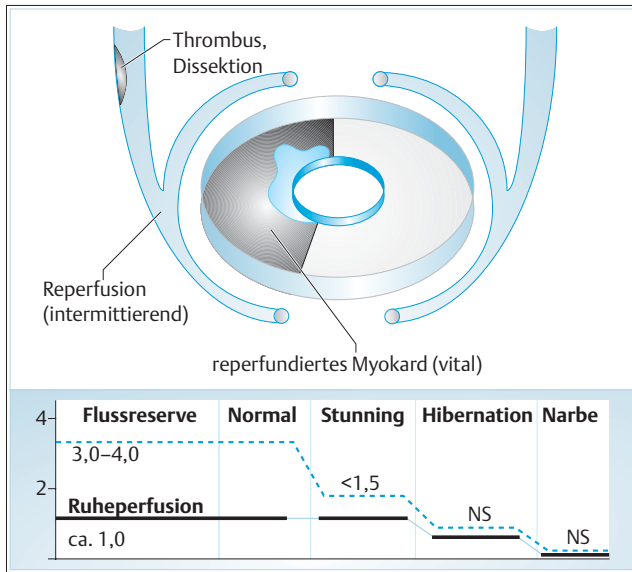 Thrombus,
Dissektion
Reperfusion
(intermittierend)
reperfundiertes Myokard (vital)
4
Flussreserve Normal Stunning Hibernation Narbe
3,0–4,0
2
<1,5
Ruheperfusion
NS
ca. 1,0
NS